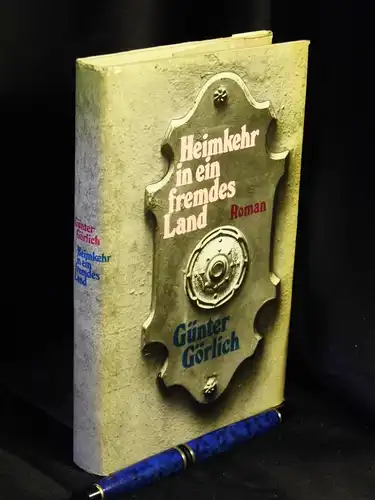 Heimkehr
in ein
fremdes
Land
Roman
Günter
Görlich
Günter
Görlich
Heimkehr
in ein
fremdes
Land